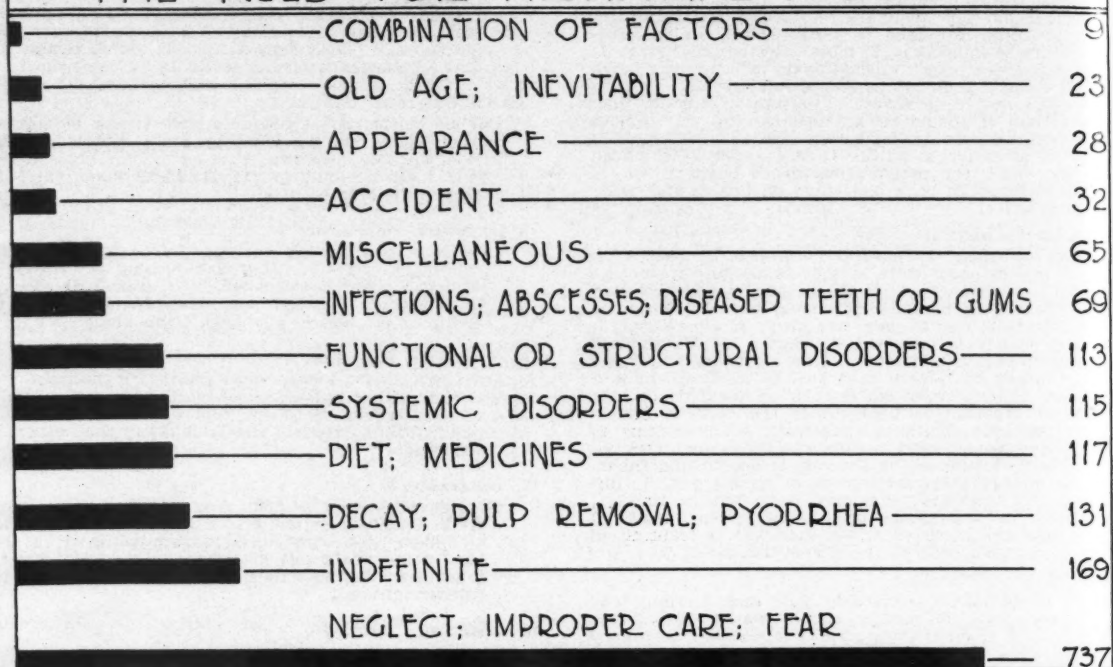 COMBINATION OF FACTORS 9
OLD AGE; INEVITABILITY 23
APPEARANCE 28
ACCIDENT 32
MISCELLANEOUS 65
INFECTIONS; ABSCESSES; DISEASED TEETH OR GUMS 69
FUNCTIONAL OR STRUCTURAL DISORDERS 113
SYSTEMIC DISORDERS 115
DIET; MEDICINES 117
DECAY; PULP REMOVAL; PYORRHEA 131
INDEFINITE 169
NEGLECT; IMPROPER CARE; FEAR
737